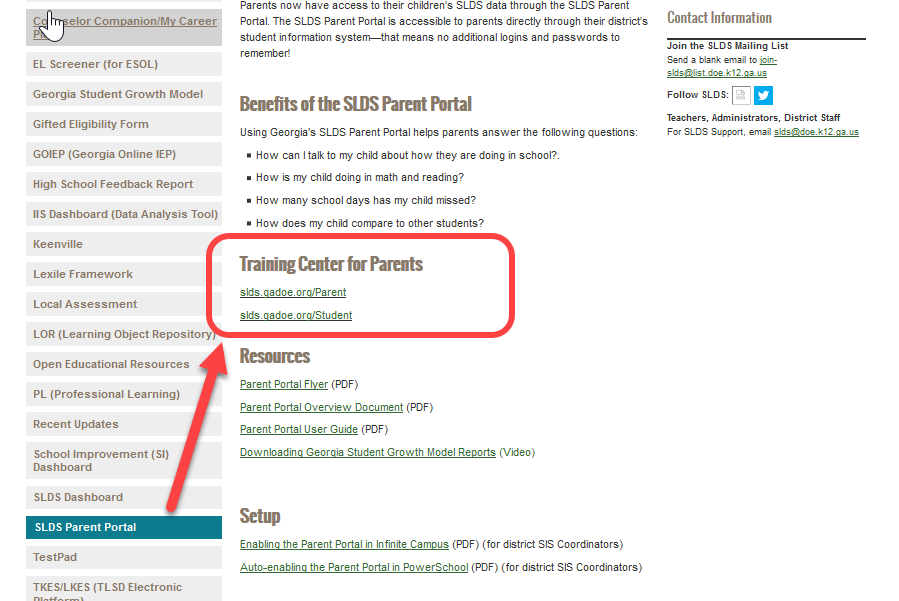 Counselor Companion/My Career
EL Screener (for ESOL)
Georgia Student Growth Model
Gifted Eligibility Form
GOIEP (Georgia Online IEP)
High School Feedback Report
IIS Dashboard (Data Analysis Tool)
Keenville
Lexile Framework
Local Assessment
LOR (Learning Object Repository)
Open Educational Resources
PL (Professional Learning)
Recent Updates
School Improvement (SI)
Dashboard
SLDS Dashboard
SLDS Parent Portal
TestPad
TKES/LKES (TLSD Electronic
Platform)
Parents now have access to their children's SLDS data through the SLDS Parent
Portal. The SLDS Parent Portal is accessible to parents directly through their district's
student information system—that means no additional logins and passwords to
remember!
Benefits of the SLDS Parent Portal
Using Georgia's SLDS Parent Portal helps parents answer the following questions:
▪ How can I talk to my child about how they are doing in school?.
▪ How is my child doing in math and reading?
▪ How many school days has my child missed?
▪ How does my child compare to other students?
Training Center for Parents
slds.gadoe.org/Parent
slds.gadoe.org/Student
Resources
Parent Portal Flyer (PDF)
Parent Portal Overview Document (PDF)
Parent Portal User Guide (PDF)
Downloading Georgia Student Growth Model Reports (Video)
Setup
Enabling the Parent Portal in Infinite Campus (PDF) (for district SIS Coordinators)
Auto-enabling the Parent Portal in PowerSchool (PDF) (for district SIS Coordinators)
Contact Information
Join the SLDS Mailing List
Send a blank email to join-
slds@list.doe.k12.ga.us
Follow SLDS:
Teachers, Administrators, District Staff
For SLDS Support, email slds@doe.k12.ga.us